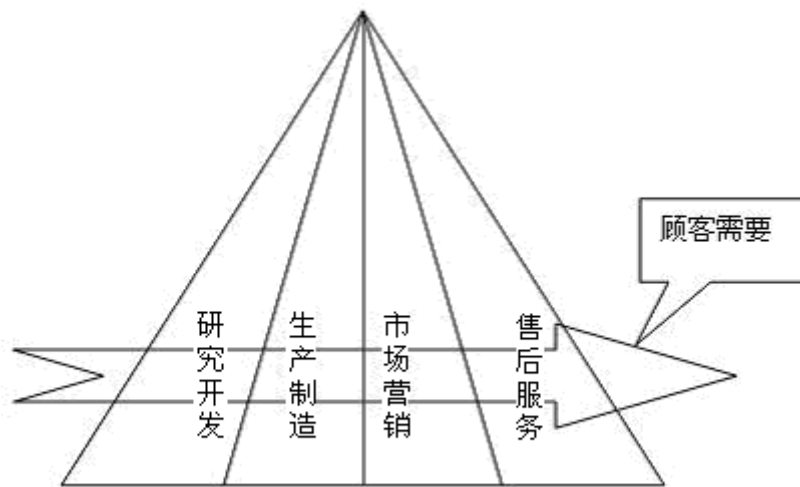 研究开发
生产制造
市场营销
售后服务
顾客需要